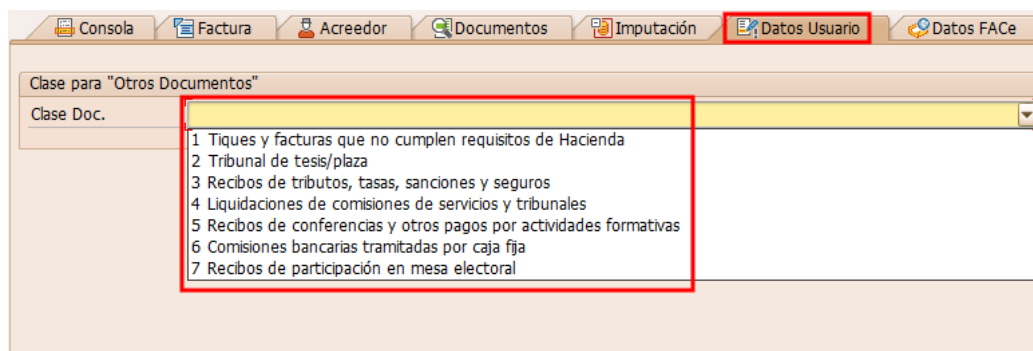 Consola Factura Acreedor Documentos Imputación Datos Usuario Datos FACe
Clase para "Otros Documentos"
Clase Doc.
1 Tiques y facturas que no cumplen requisitos de Hacienda
2 Tribunal de tesis/plaza
3 Recibos de tributos, tasas, sanciones y seguros
4 Liquidaciones de comisiones de servicios y tribunales
5 Recibos de conferencias y otros pagos por actividades formativas
6 Comisiones bancarias tramitadas por caja fija
7 Recibos de participación en mesa electoral